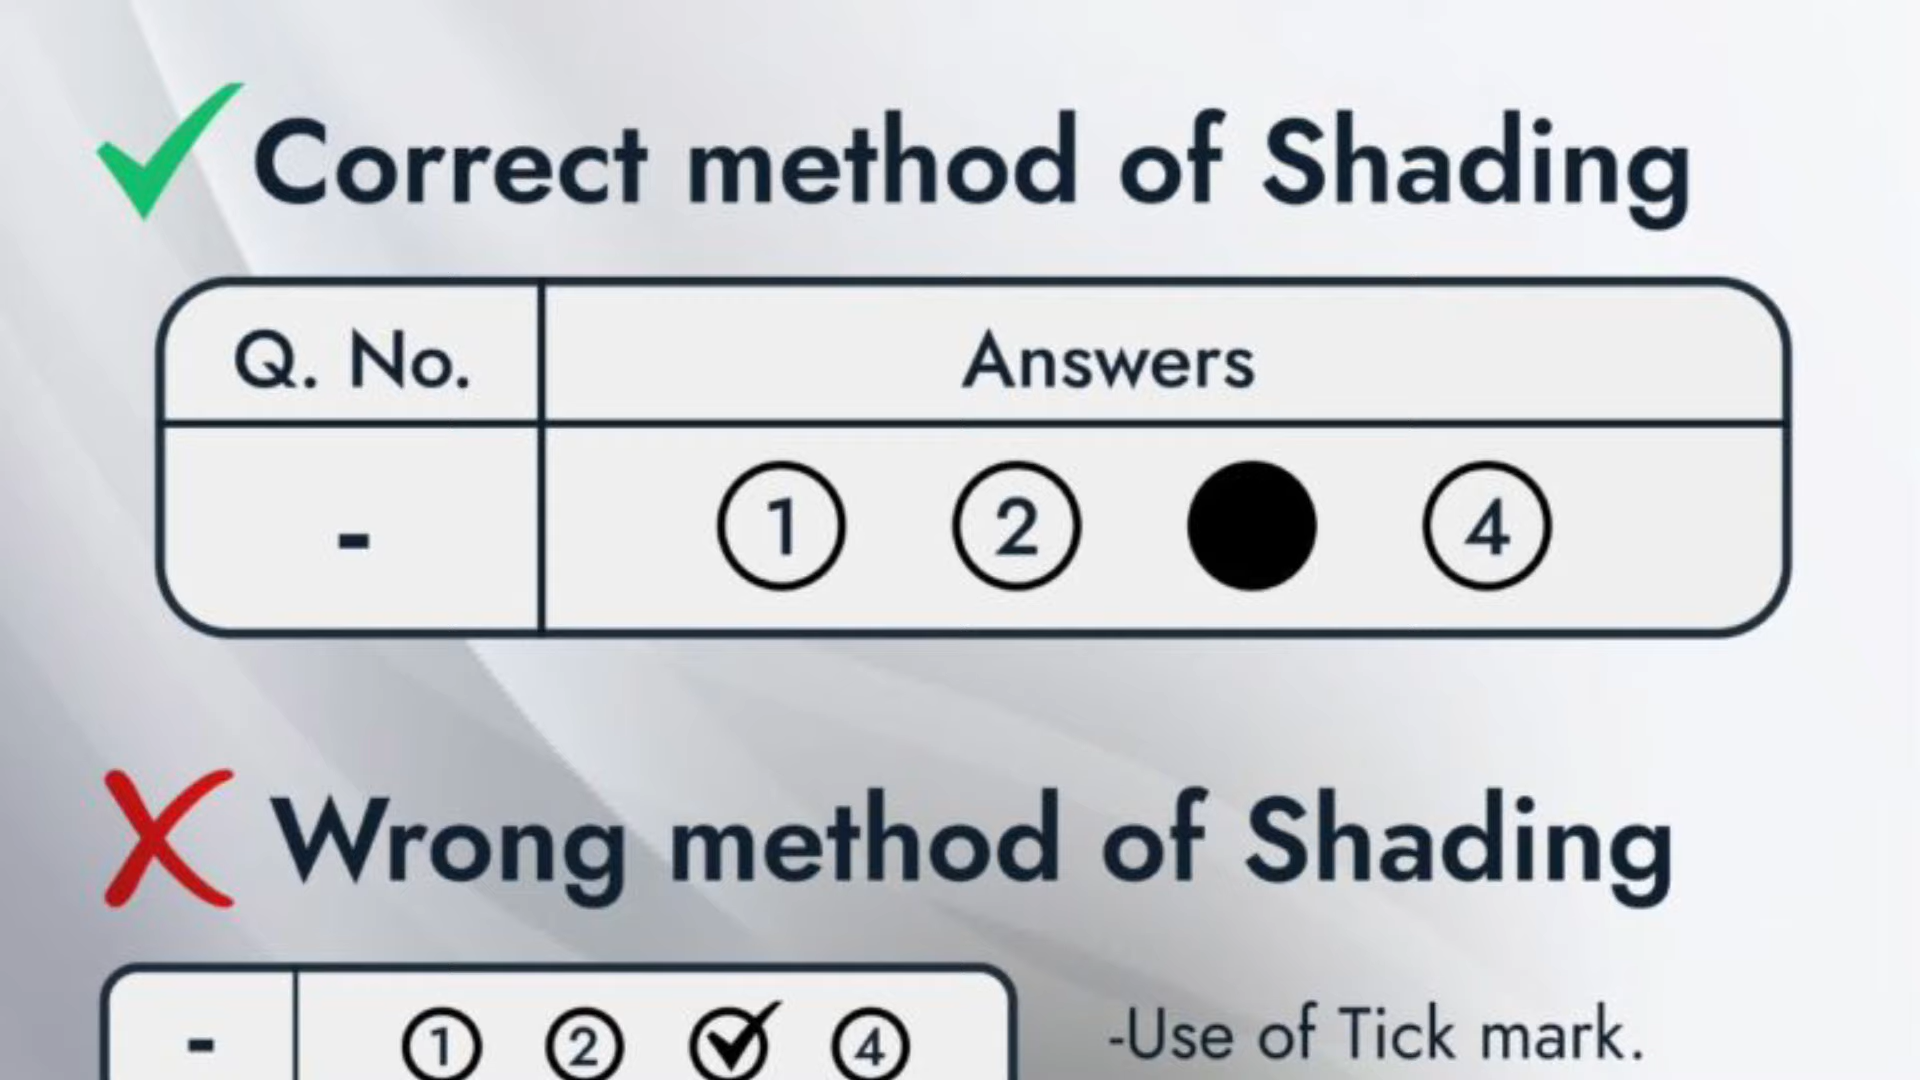 Correct method of Shading
Q. No. Answers
- 1 2 4
Wrong method of Shading
- 1 2 4 -Use of Tick mark.